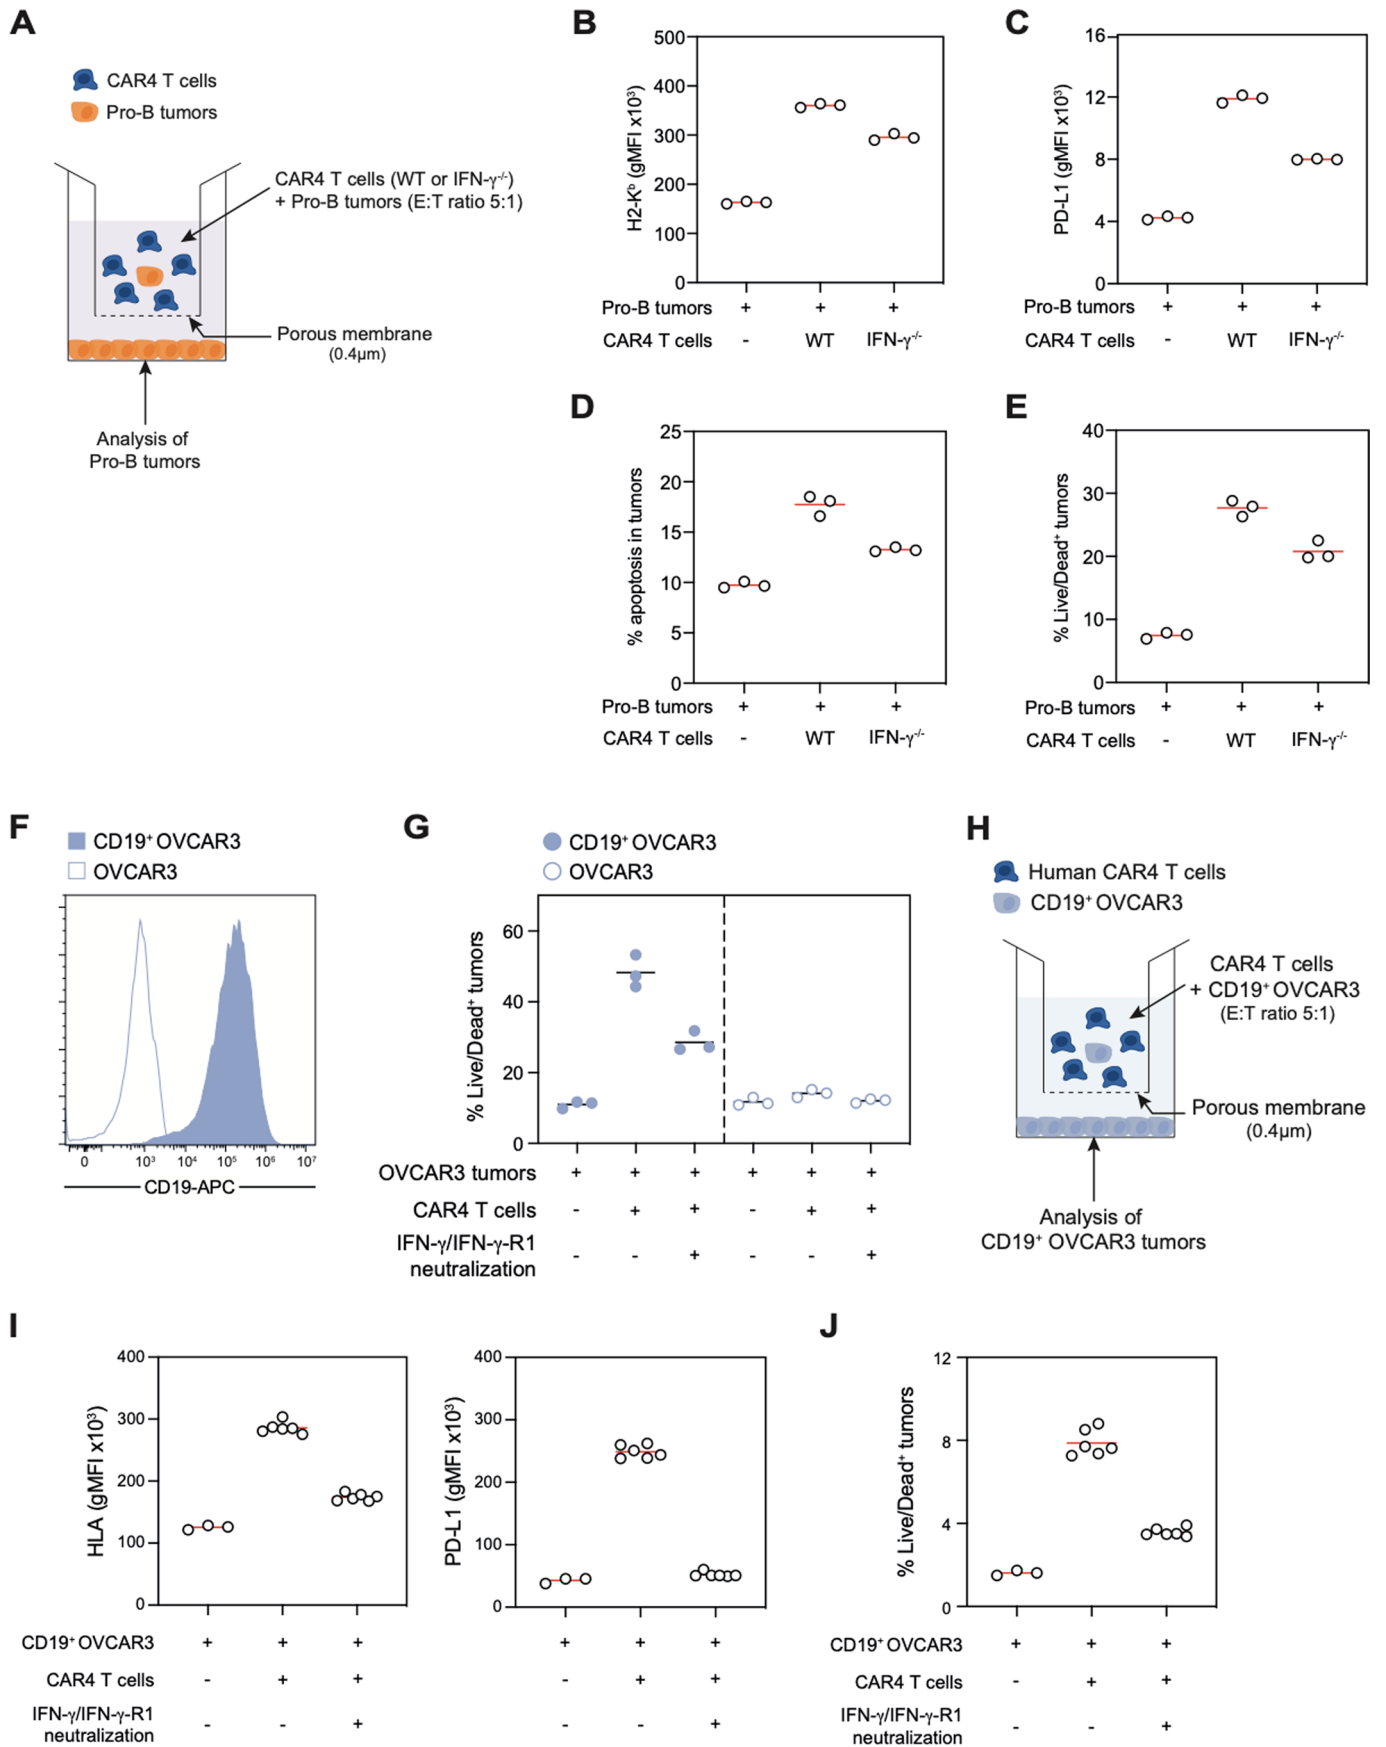 A
CAR4 T cells
Pro-B tumors
CAR4 T cells (WT or IFN-γ-/-)
+ Pro-B tumors (E:T ratio 5:1)
Porous membrane
(0.4µm)
Analysis of
Pro-B tumors
B
H2-Kb (gMFI x10³)
500
400
300
200
100
0
Pro-B tumors + + +
CAR4 T cells - WT IFN-γ-/-
C
PD-L1 (gMFI x10³)
16
12
8
4
0
Pro-B tumors + + +
CAR4 T cells - WT IFN-γ-/-
D
% apoptosis in tumors
25
20
15
10
5
0
Pro-B tumors + + +
CAR4 T cells - WT IFN-γ-/-
E
% Live/Dead⁺ tumors
40
30
20
10
0
Pro-B tumors + + +
CAR4 T cells - WT IFN-γ-/-
F
CD19⁺ OVCAR3
OVCAR3
0 10³ 10⁴ 10⁵ 10⁶ 10⁷
CD19-APC
G
CD19⁺ OVCAR3
OVCAR3
% Live/Dead⁺ tumors
60
40
20
0
OVCAR3 tumors + + + + + +
CAR4 T cells - + + - + +
IFN-γ/IFN-γ-R1
neutralization - - + - - +
H
Human CAR4 T cells
CD19⁺ OVCAR3
CAR4 T cells
+ CD19⁺ OVCAR3
(E:T ratio 5:1)
Porous membrane
(0.4µm)
Analysis of
CD19⁺ OVCAR3 tumors
I
HLA (gMFI x10³)
400
300
200
100
0
CD19⁺ OVCAR3 + + +
CAR4 T cells - + +
IFN-γ/IFN-γ-R1
neutralization - - +
PD-L1 (gMFI x10³)
400
300
200
100
0
+ + +
- + +
- - +
J
% Live/Dead⁺ tumors
12
8
4
0
CD19⁺ OVCAR3 + + +
CAR4 T cells - + +
IFN-γ/IFN-γ-R1
neutralization - - +